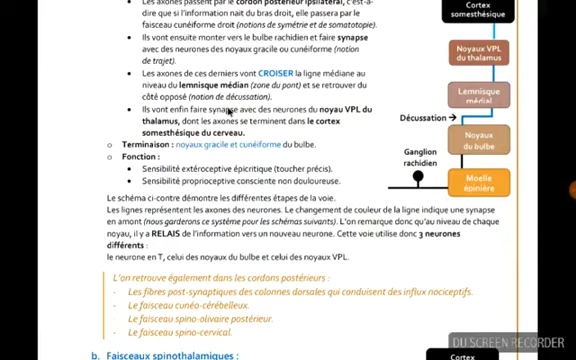 Les axones passent par le cordon postérieur ipsilatéral, c'est-à-
dire que si l'information nait du bras droit, elle passera par le
faisceau cunéiforme droit (notions de symétrie et de somatotopie).
• Ils vont ensuite monter vers le bulbe rachidien et faire synapse
avec des neurones des noyaux gracile ou cunéiforme (notion
de trajet).
• Les axones de ces derniers vont CROISER la ligne médiane au
niveau du lemnisque médian (zone du pont) et se retrouver du
côté opposé (notion de décussation).
• Ils vont enfin faire synapse avec des neurones du noyau VPL du
thalamus, dont les axones se terminent dans le cortex
somesthésique du cerveau.
o Terminaison : noyaux gracile et cunéiforme du bulbe.
o Fonction :
• Sensibilité extéroceptive épicritique (toucher précis).
• Sensibilité proprioceptive consciente non douloureuse.
Le schéma ci-contre démontre les différentes étapes de la voie.
Les lignes représentent les axones des neurones. Le changement de couleur de la ligne indique une synapse
en amont (nous garderons ce système pour les schémas suivants). L'on remarque donc qu'au niveau de chaque
noyau, il y a RELAIS de l'information vers un nouveau neurone. Cette voie utilise donc 3 neurones
différents :
le neurone en T, celui des noyaux du bulbe et celui des noyaux VPL.
L'on retrouve également dans les cordons postérieurs :
- Les fibres post-synaptiques des colonnes dorsales qui conduisent des influx nociceptifs.
- Le faisceau cunéo-cérébelleux.
Le faisceau spino-olivaire postérieur.
- Le faisceau spino-cervical.
b. Faisceaux spinothalamiques :
Cortex
somesthésique
Noyaux VPL
du thalamus
Lemnisque
médial
Décussation →
Noyaux
du bulbe
Ganglion
rachidien
Moelle
épinière
DU SCREEN RECORDER
Cortex